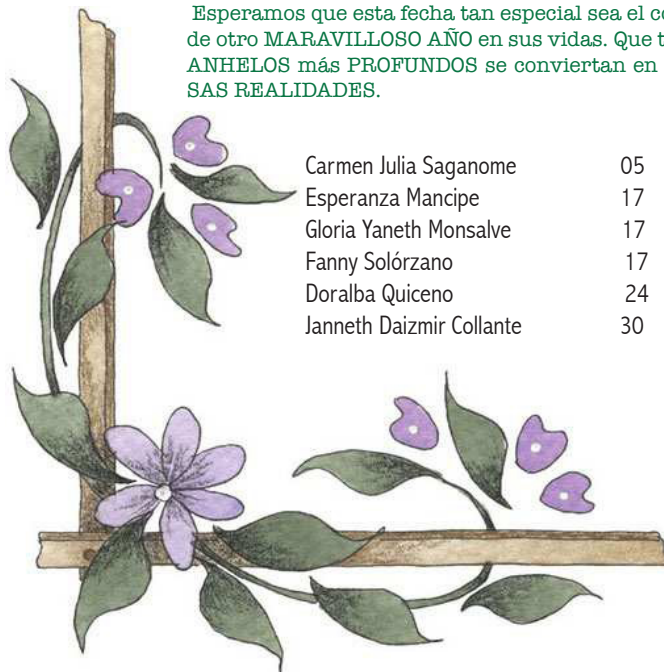 Esperamos que esta fecha tan especial sea el
de otro MARAVILLOSO AÑO en sus vidas. Que
ANHELOS más PROFUNDOS se conviertan en
SAS REALIDADES.
Carmen Julia Saganome 05
Esperanza Mancipe 17
Gloria Yaneth Monsalve 17
Fanny Solórzano 17
Doralba Quiceno 24
Janneth Daizmir Collante 30